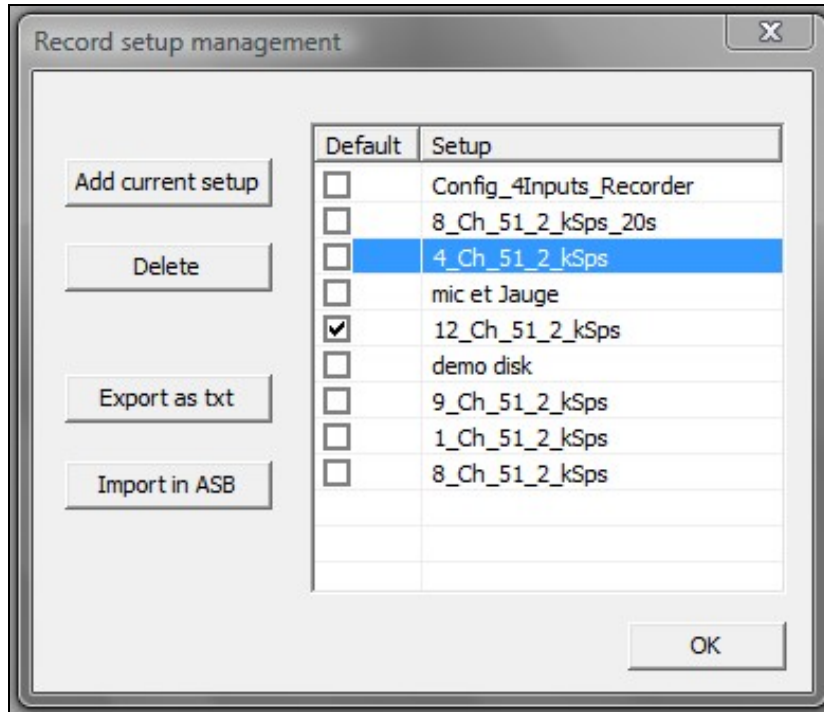 Record setup management
Add current setup
Delete
Export as txt
Import in ASB
Default Setup
Config_4Inputs_Recorder
8_Ch_51_2_kSps_20s
4_Ch_51_2_kSps
mic et Jauge
12_Ch_51_2_kSps
demo disk
9_Ch_51_2_kSps
1_Ch_51_2_kSps
8_Ch_51_2_kSps
OK